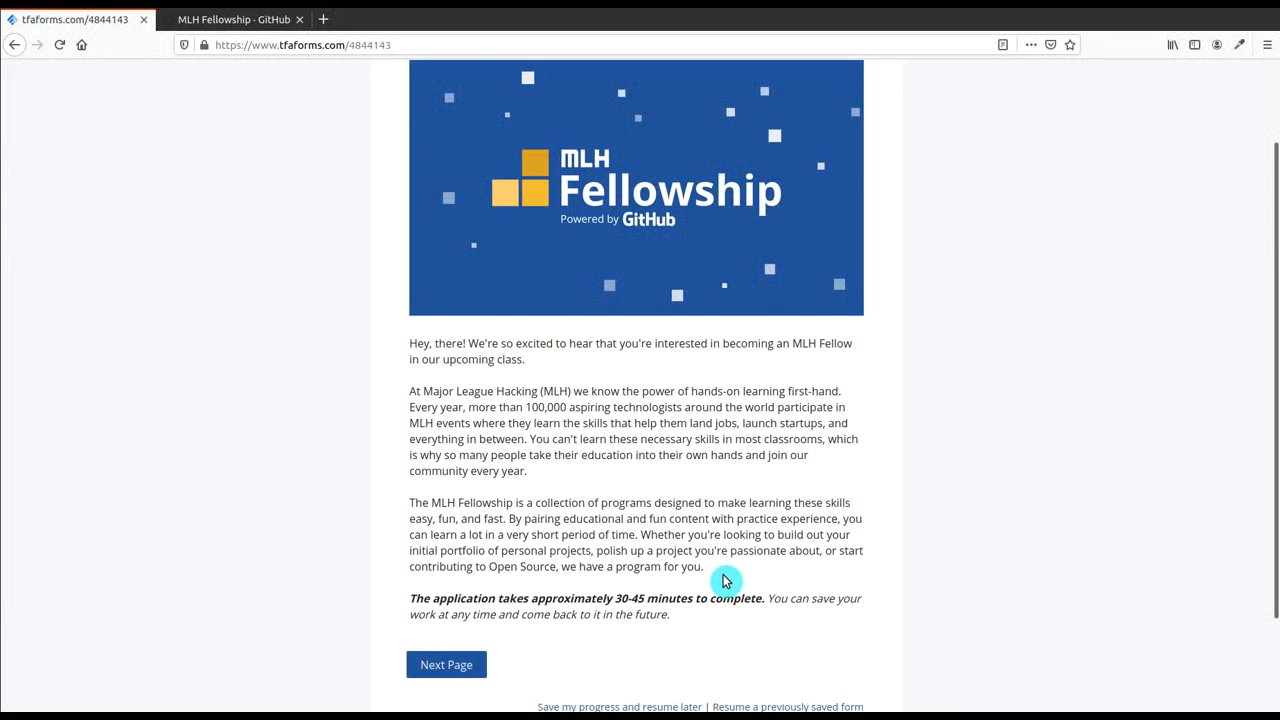 tfaforms.com/4844143
MLH Fellowship · GitHub
https://www.tfaforms.com/4844143
MLH
Fellowship
Powered by GitHub
Hey, there! We're so excited to hear that you're interested in becoming an MLH Fellow
in our upcoming class.
At Major League Hacking (MLH) we know the power of hands-on learning first-hand.
Every year, more than 100,000 aspiring technologists around the world participate in
MLH events where they learn the skills that help them land jobs, launch startups, and
everything in between. You can't learn these necessary skills in most classrooms, which
is why so many people take their education into their own hands and join our
community every year.
The MLH Fellowship is a collection of programs designed to make learning these skills
easy, fun, and fast. By pairing educational and fun content with practice experience, you
can learn a lot in a very short period of time. Whether you're looking to build out your
initial portfolio of personal projects, polish up a project you're passionate about, or start
contributing to Open Source, we have a program for you.
The application takes approximately 30-45 minutes to complete. You can save your
work at any time and come back to it in the future.
Next Page
Save my progress and resume later | Resume a previously saved form